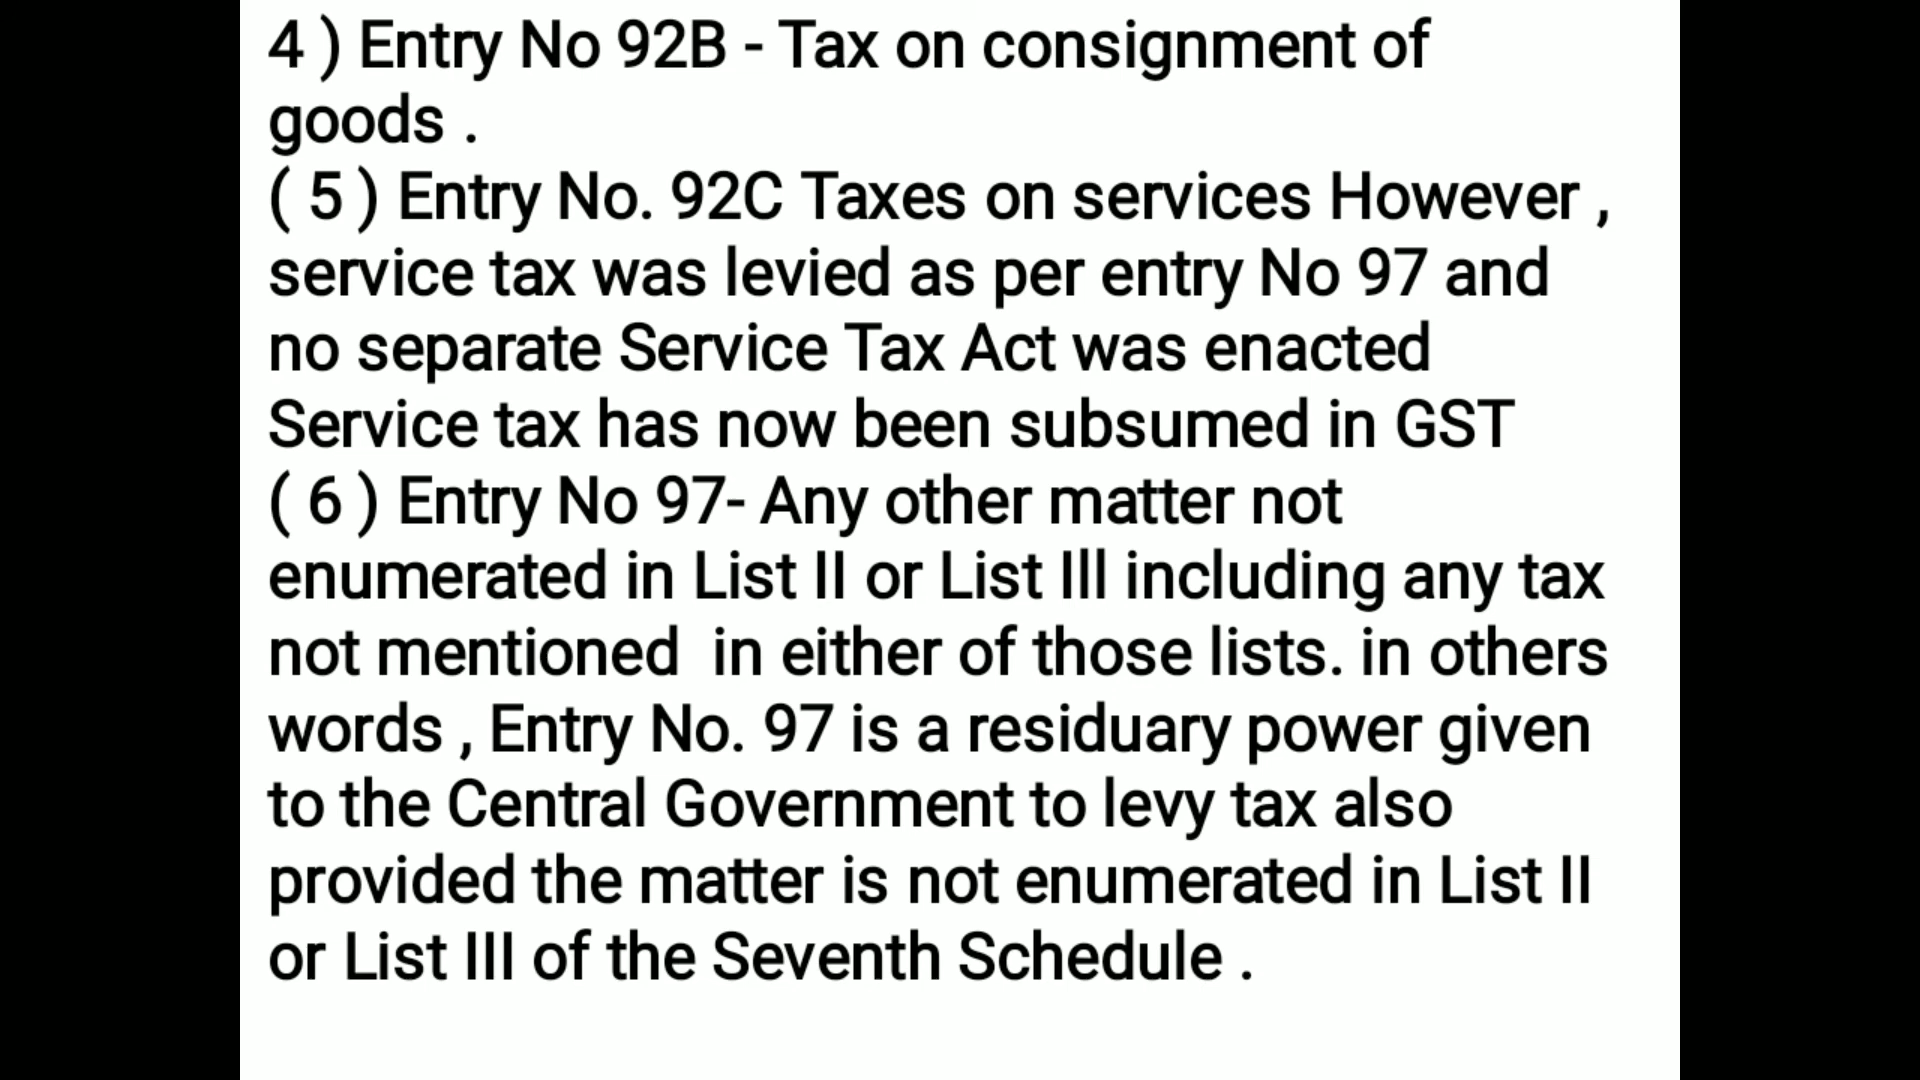 4 ) Entry No 92B - Tax on consignment of
goods .
( 5 ) Entry No. 92C Taxes on services However ,
service tax was levied as per entry No 97 and
no separate Service Tax Act was enacted
Service tax has now been subsumed in GST
( 6 ) Entry No 97- Any other matter not
enumerated in List II or List Ill including any tax
not mentioned  in either of those lists. in others
words , Entry No. 97 is a residuary power given
to the Central Government to levy tax also
provided the matter is not enumerated in List II
or List III of the Seventh Schedule .